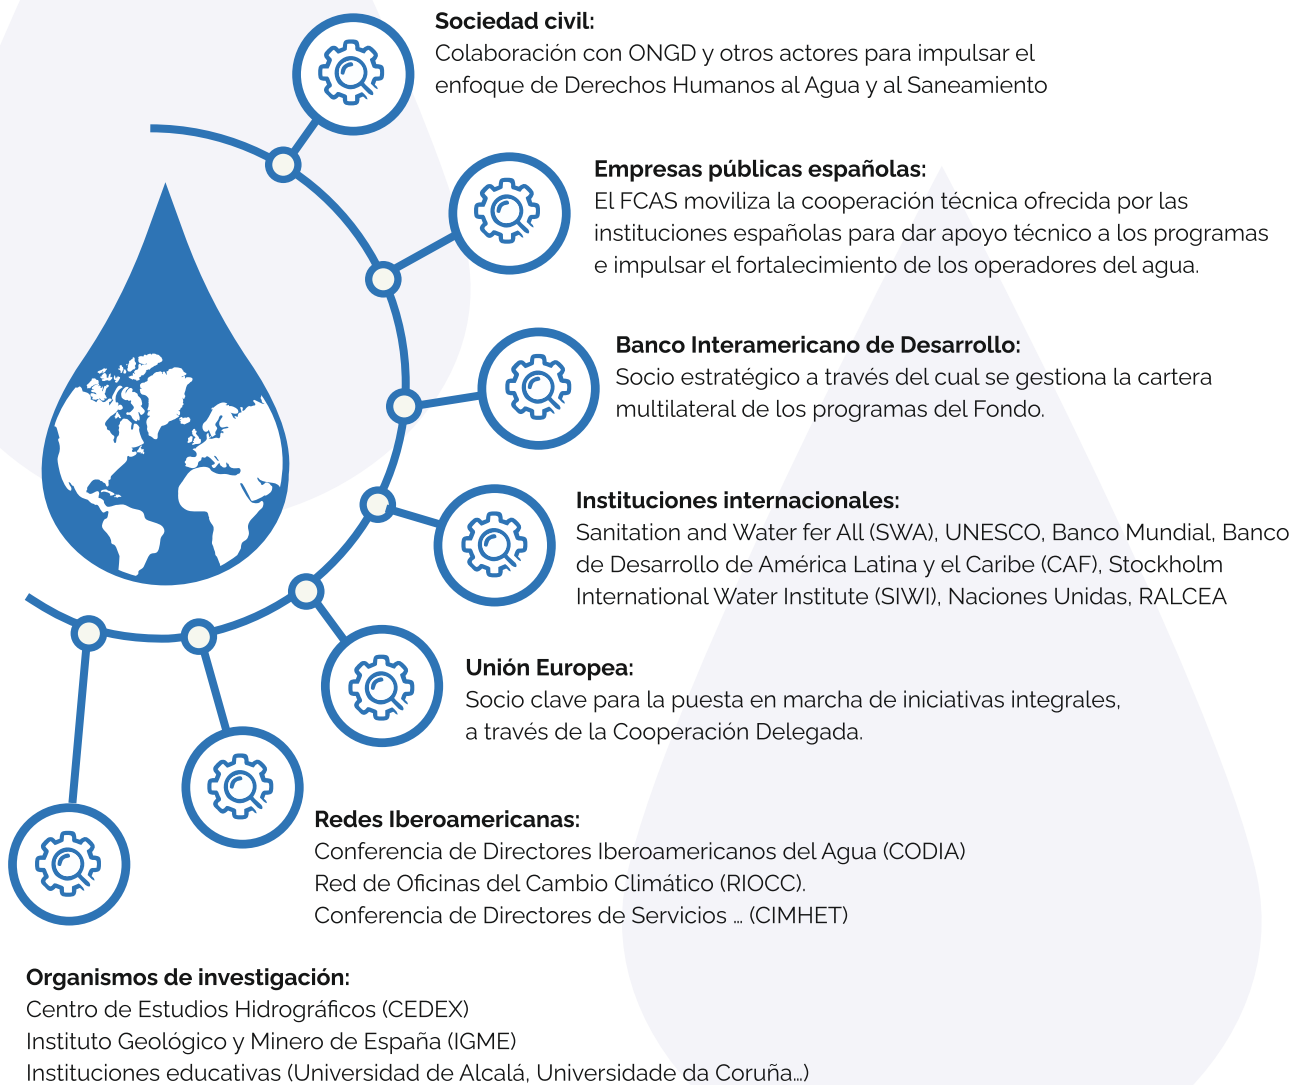 Sociedad civil:
Colaboración con ONGD y otros actores para impulsar el
enfoque de Derechos Humanos al Agua y al Saneamiento
Empresas públicas españolas:
El FCAS moviliza la cooperación técnica ofrecida por las
instituciones españolas para dar apoyo técnico a los programas
e impulsar el fortalecimiento de los operadores del agua.
Banco Interamericano de Desarrollo:
Socio estratégico a través del cual se gestiona la cartera
multilateral de los programas del Fondo.
Instituciones internacionales:
Sanitation and Water fer All (SWA), UNESCO, Banco Mundial, Banco
de Desarrollo de América Latina y el Caribe (CAF), Stockholm
International Water Institute (SIWI), Naciones Unidas, RALCEA
Unión Europea:
Socio clave para la puesta en marcha de iniciativas integrales,
a través de la Cooperación Delegada.
Redes Iberoamericanas:
Conferencia de Directores Iberoamericanos del Agua (CODIA)
Red de Oficinas del Cambio Climático (RIOCC).
Conferencia de Directores de Servicios ... (CIMHET)
Organismos de investigación:
Centro de Estudios Hidrográficos (CEDEX)
Instituto Geológico y Minero de España (IGME)
Instituciones educativas (Universidad de Alcalá, Universidade da Coruña...)